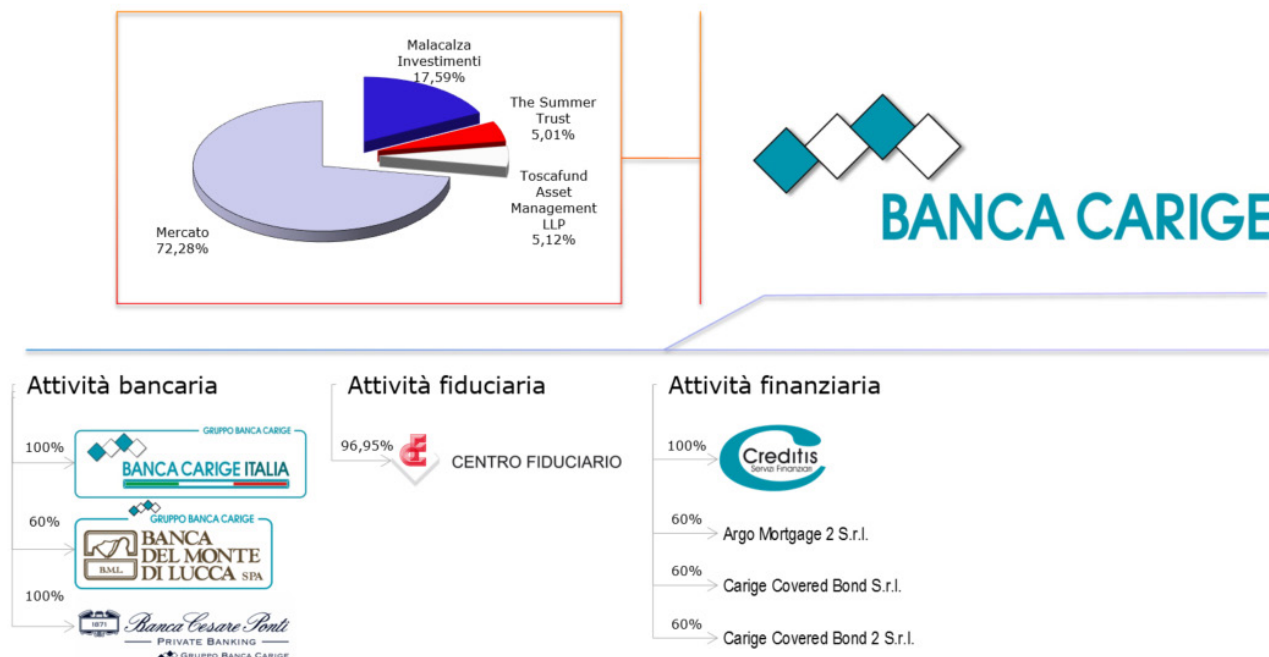 Malacalza
Investimenti
17,59%
The Summer
Trust
5,01%
Toscafund
Asset
Management
LLP
5,12%
Mercato
72,28%
BANCA CARIGE
Attività bancaria
100%
GRUPPO BANCA CARIGE
BANCA CARIGE ITALIA
60%
GRUPPO BANCA CARIGE
BANCA
DEL MONTE
DI LUCCA SPA
B.M.L.
100%
1871
Banca Cesare Ponti
PRIVATE BANKING
GRUPPO BANCA CARIGE
Attività fiduciaria
96,95%
CF
CENTRO FIDUCIARIO
Attività finanziaria
100%
Creditis
Servizi Finanziari
60%
Argo Mortgage 2 S.r.l.
60%
Carige Covered Bond S.r.l.
60%
Carige Covered Bond 2 S.r.l.